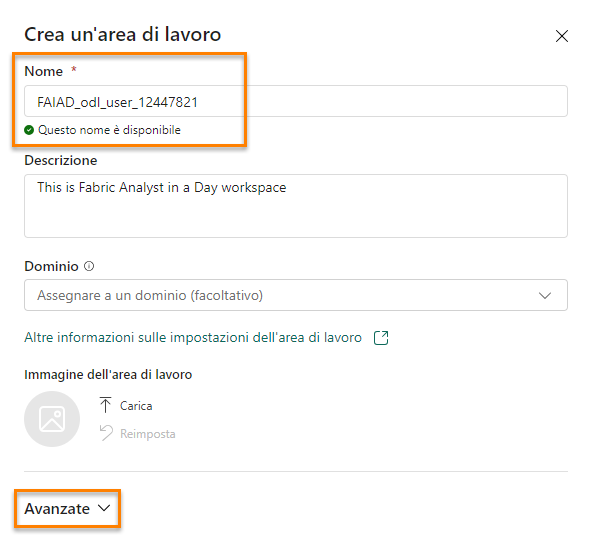 Crea un'area di lavoro
Nome *
FAIAD_odl_user_12447821
Questo nome è disponibile
Descrizione
This is Fabric Analyst in a Day workspace
Dominio
Assegnare a un dominio (facoltativo)
Altre informazioni sulle impostazioni dell'area di lavoro
Immagine dell'area di lavoro
Carica
Reimposta
Avanzate